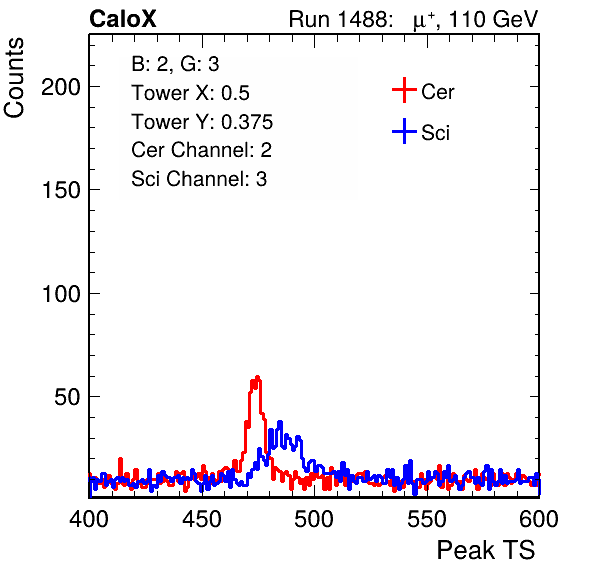 CaloX Run 1488: μ⁺, 110 GeV
B: 2, G: 3
Tower X: 0.5
Tower Y: 0.375
Cer Channel: 2
Sci Channel: 3
Cer
Sci
Counts
200
150
100
50
400 450 500 550 600
Peak TS